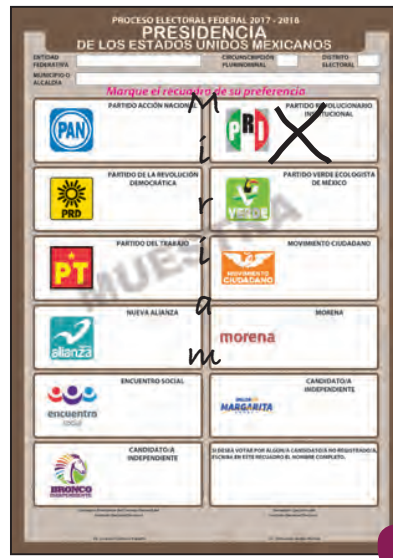 PROCESO ELECTORAL FEDERAL 2017 - 2018
PRESIDENCIA
DE LOS ESTADOS UNIDOS MEXICANOS
ENTIDAD FEDERATIVA
CIRCUNSCRIPCIÓN PLURINOMINAL
DISTRITO ELECTORAL
MUNICIPIO O ALCALDÍA
Marque el recuadro de su preferencia
PARTIDO ACCIÓN NACIONAL
PAN
PARTIDO REVOLUCIONARIO
INSTITUCIONAL
PRI
X
PARTIDO DE LA REVOLUCIÓN
DEMOCRÁTICA
PRD
PARTIDO VERDE ECOLOGISTA
DE MÉXICO
VERDE
PARTIDO DEL TRABAJO
PT
MOVIMIENTO CIUDADANO
MOVIMIENTO
CIUDADANO
NUEVA ALIANZA
alianza
MORENA
morena
ENCUENTRO SOCIAL
encuentro
social
CANDIDATO/A
INDEPENDIENTE
MARGARITA
CANDIDATO/A
INDEPENDIENTE
BRONCO
INDEPENDIENTE
SI DESEA VOTAR POR ALGÚN/A CANDIDATO/A NO REGISTRADO/A,
ESCRIBA EN ESTE RECUADRO EL NOMBRE COMPLETO.
Miriam
MUESTRA